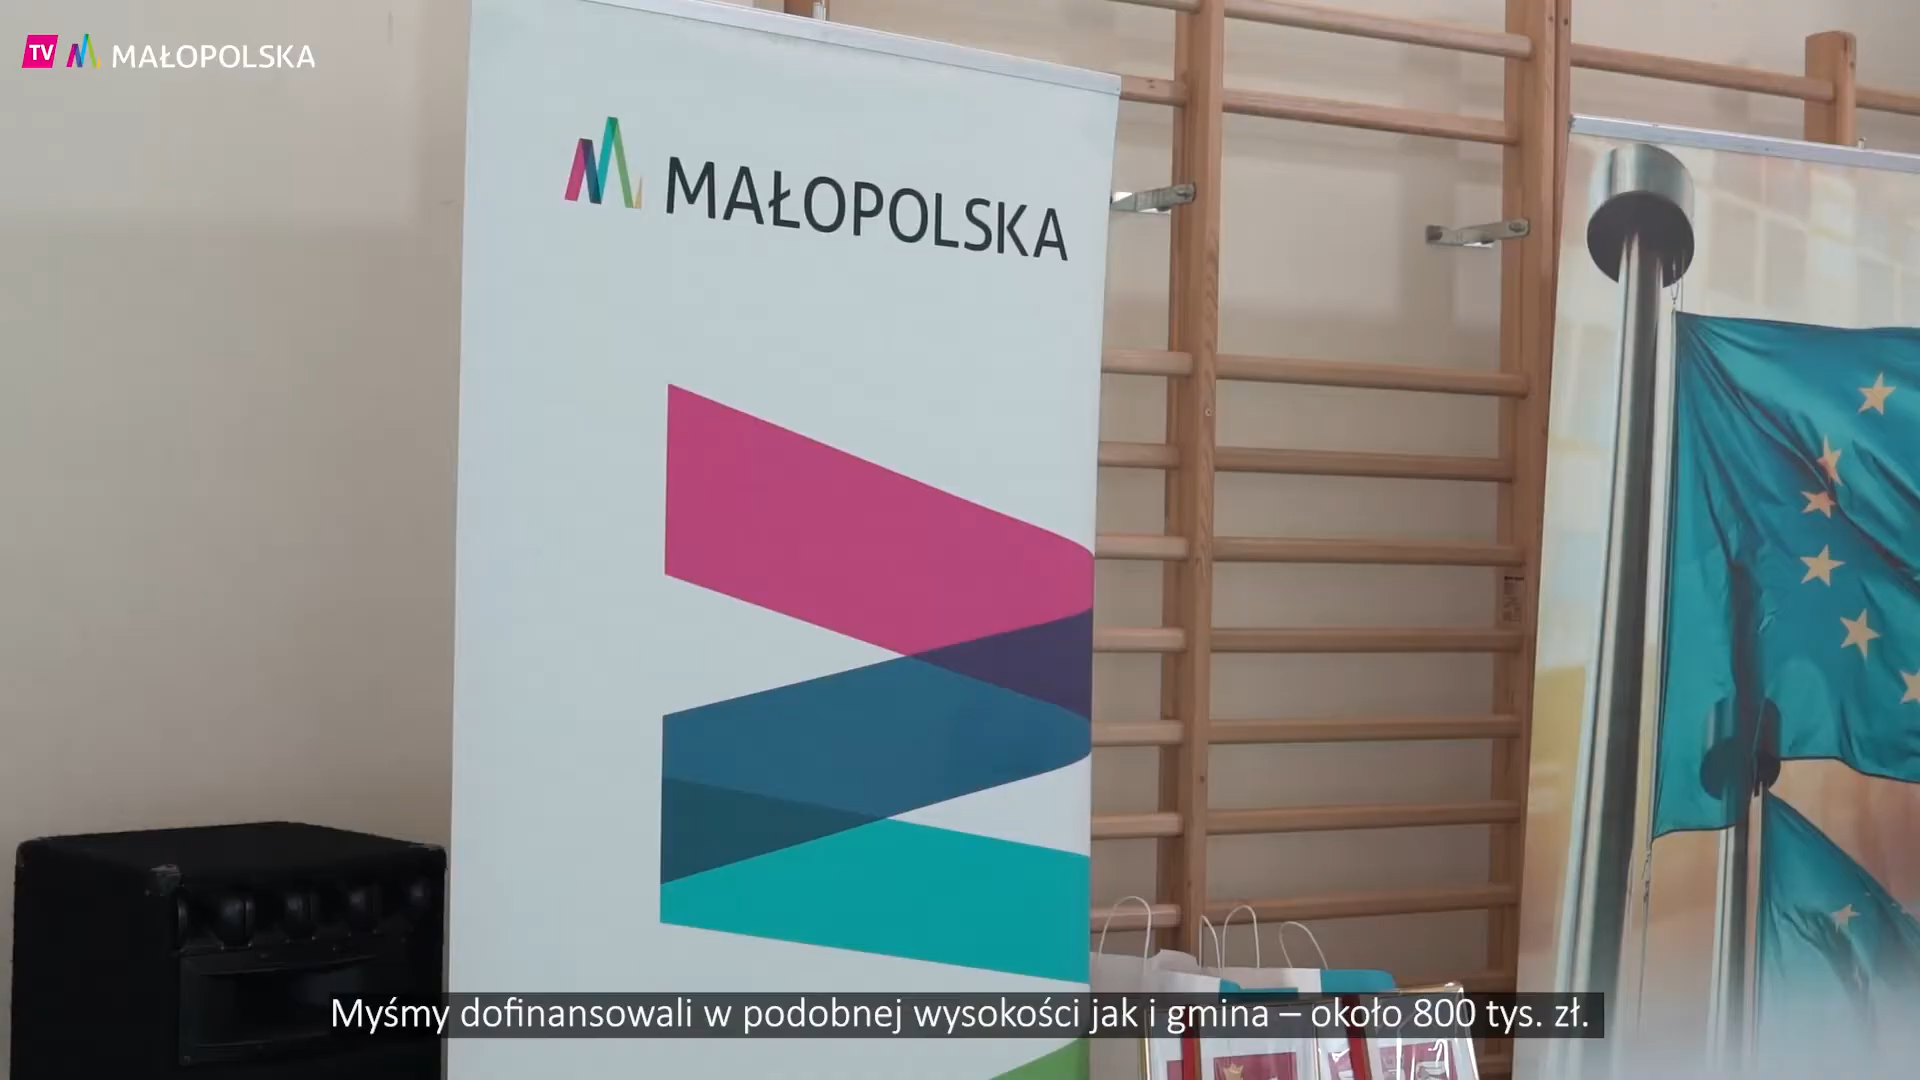 TV MAŁOPOLSKA
MAŁOPOLSKA
Myśmy dofinansowali w podobnej wysokości jak i gmina – około 800 tys. zł.